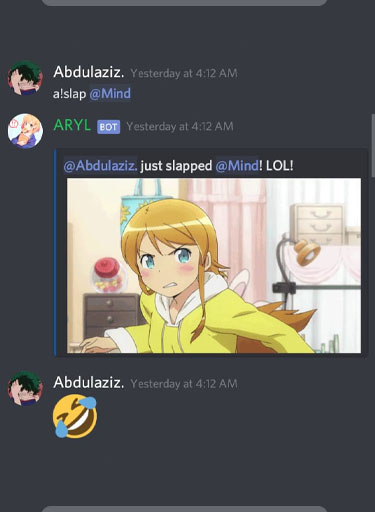 Abdulaziz. Yesterday at 4:12 AM
a!slap @Mind
ARYL BOT Yesterday at 4:12 AM
@Abdulaziz. just slapped @Mind! LOL!
Abdulaziz. Yesterday at 4:12 AM